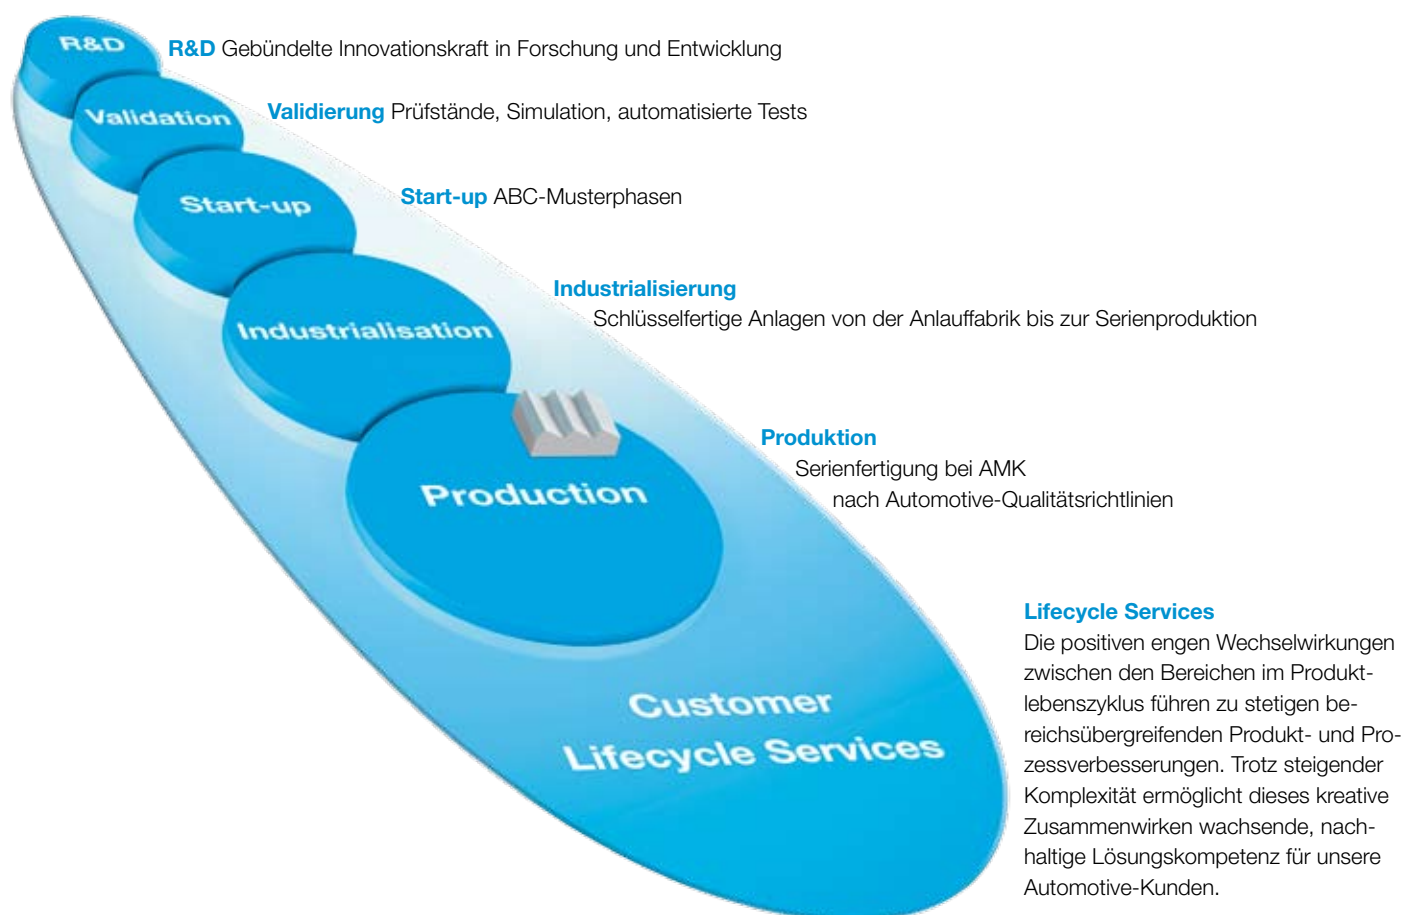 R&D
R&D Gebündelte Innovationskraft in Forschung und Entwicklung
Validation
Validierung Prüfstände, Simulation, automatisierte Tests
Start-up
Start-up ABC-Musterphasen
Industrialisierung
Schlüsselfertige Anlagen von der Anlauffabrik bis zur Serienproduktion
Industrialisation
Produktion
Serienfertigung bei AMK
nach Automotive-Qualitätsrichtlinien
Production
Customer
Lifecycle Services
Lifecycle Services
Die positiven engen Wechselwirkungen
zwischen den Bereichen im Produkt-
lebenszyklus führen zu stetigen be-
reichsübergreifenden Produkt- und Pro-
zessverbesserungen. Trotz steigender
Komplexität ermöglicht dieses kreative
Zusammenwirken wachsende, nach-
haltige Lösungskompetenz für unsere
Automotive-Kunden.